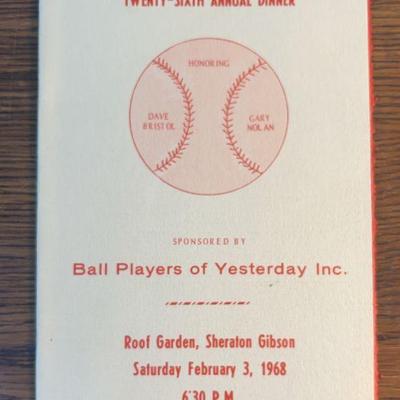 TWENTY-SIXTH ANNUAL DINNER
HONORING
DAVE
BRISTOL
GARY
NOLAN
SPONSORED BY
Ball Players of Yesterday Inc.
Roof Garden, Sheraton Gibson
Saturday February 3, 1968
6:30 P.M.